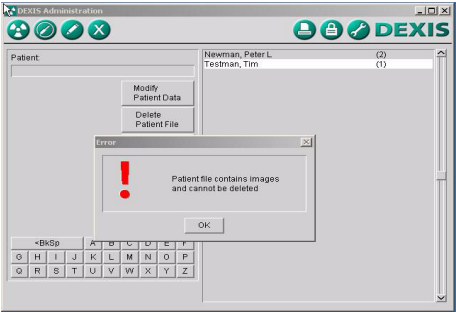 DEXIS Administration
DEXIS
Patient:
Newman, Peter L (2)
Testman, Tim (1)
Modify
Patient Data
Delete
Patient File
Error
Patient file contains images
and cannot be deleted
OK
<BkSp A B C D E F
G H I J K L M N O P
Q R S T U V W X Y Z